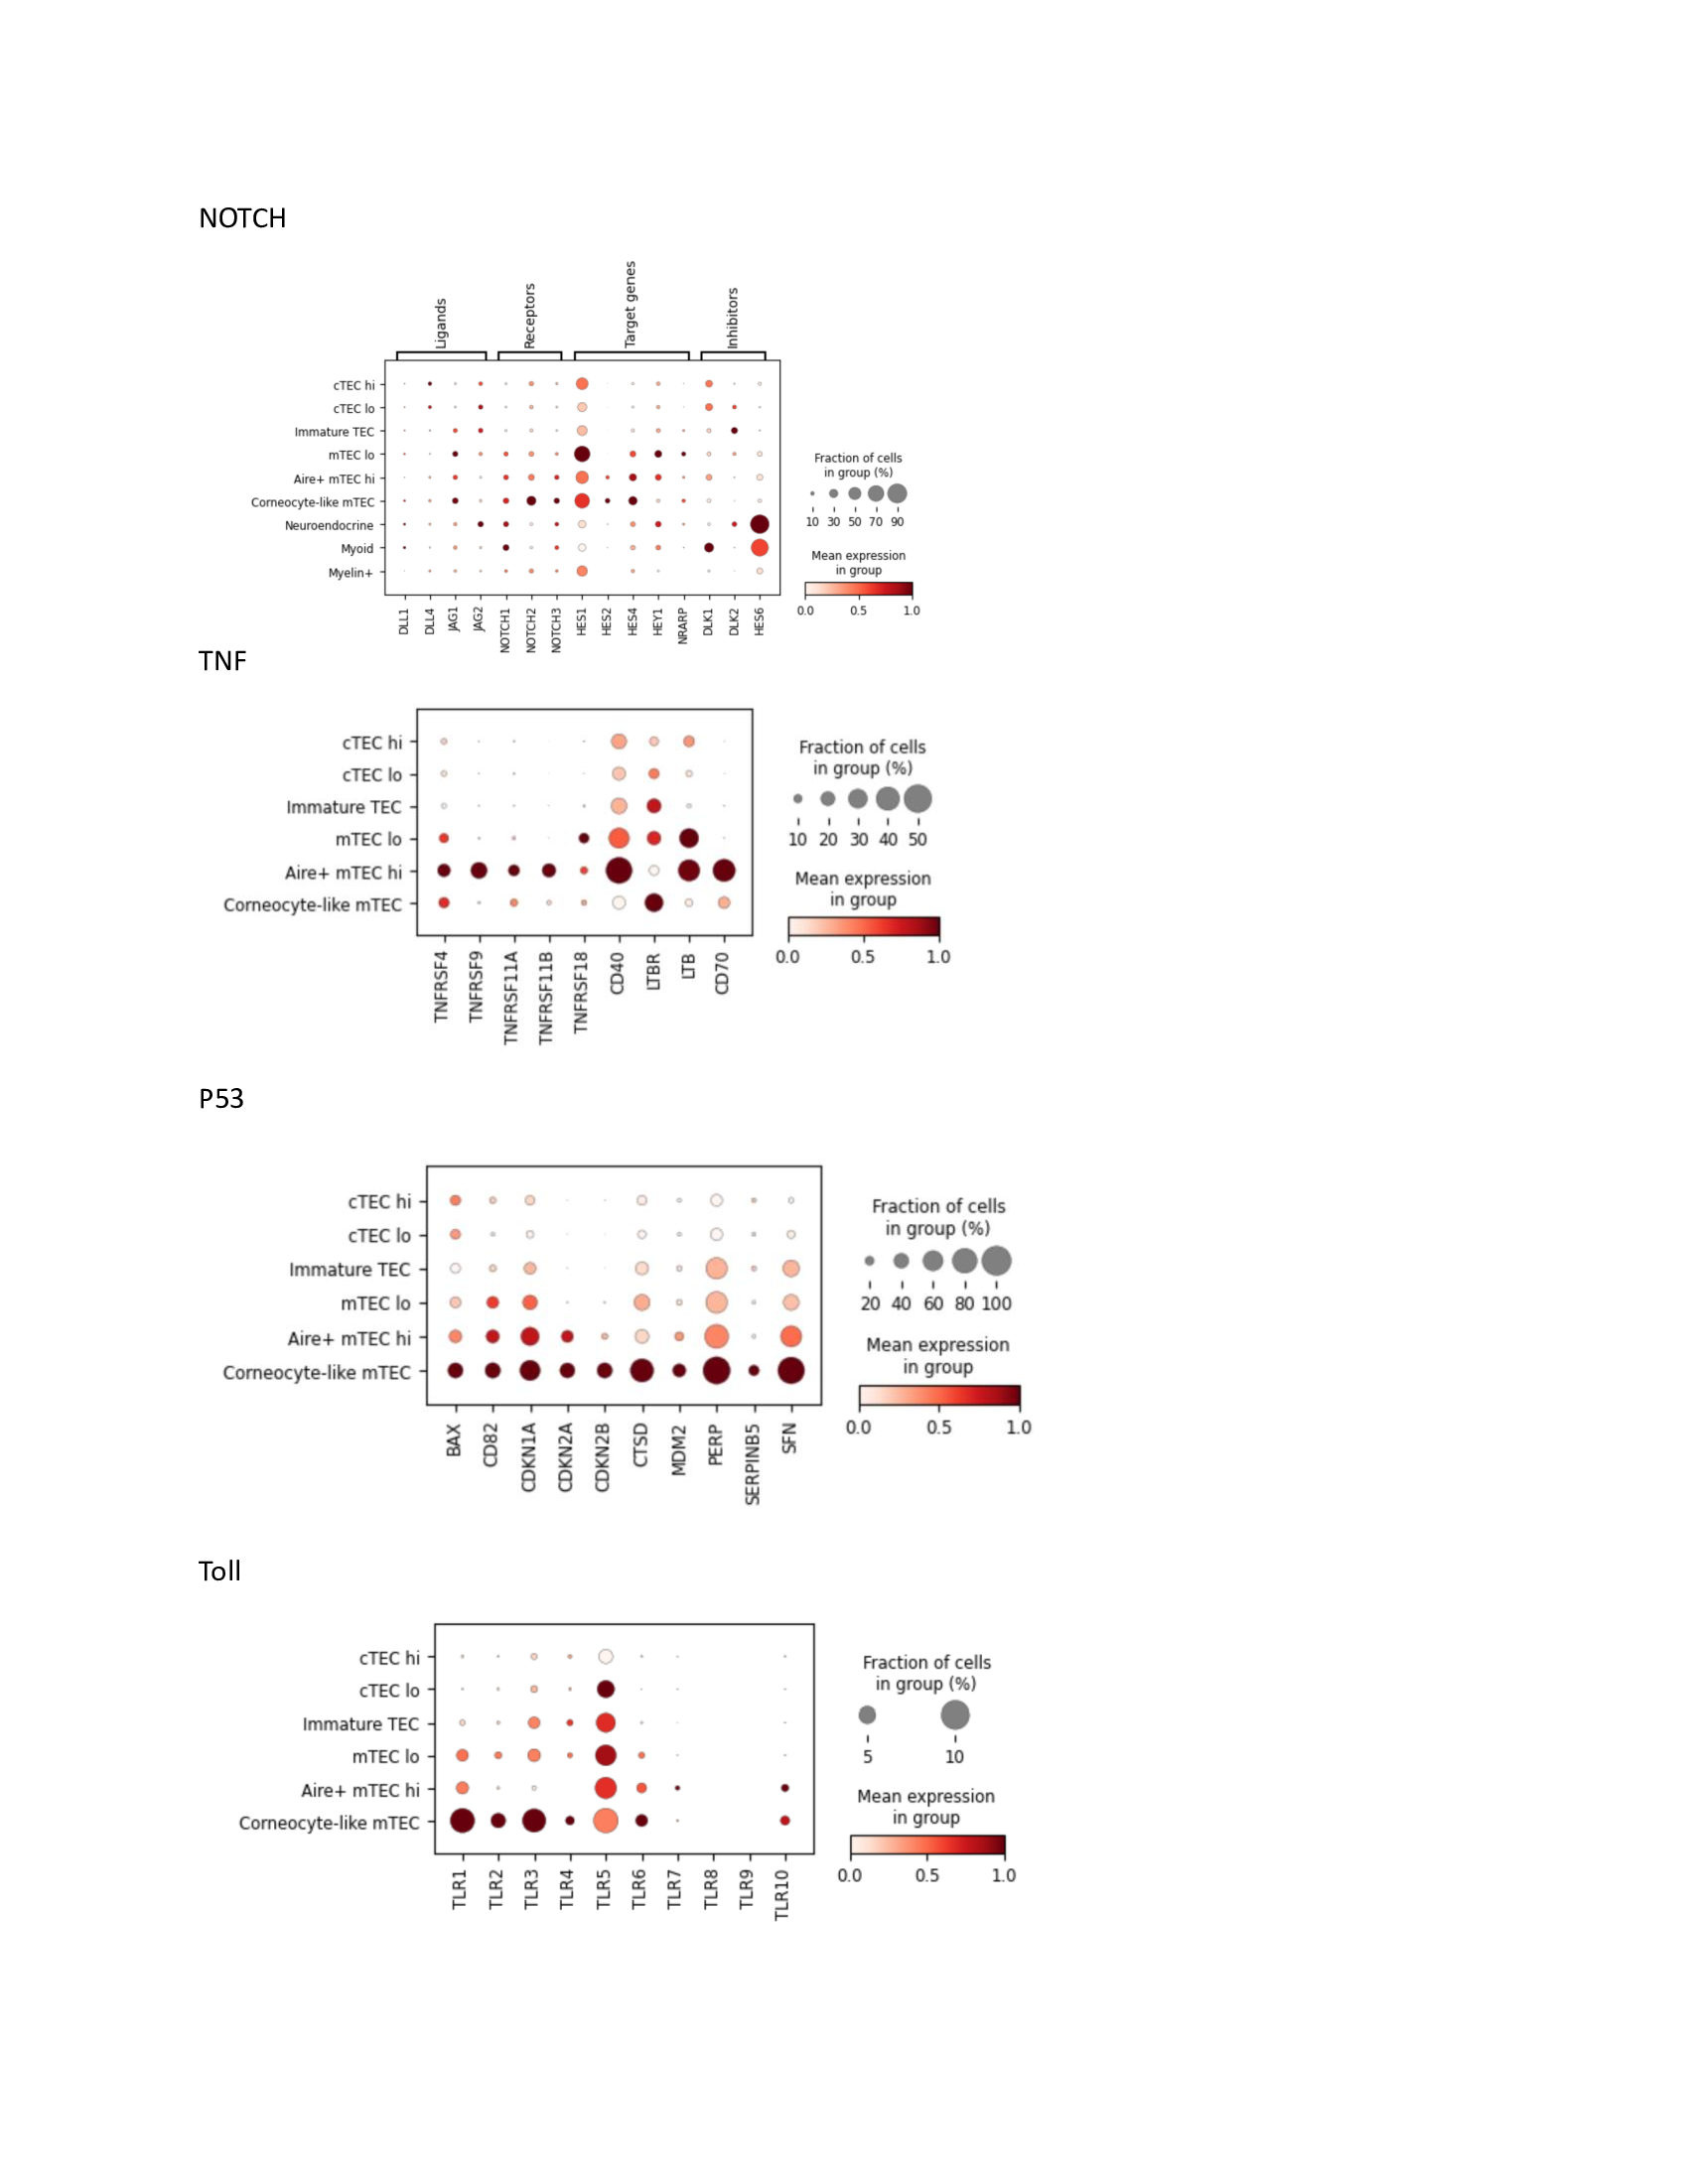 NOTCH
Ligands
Receptors
Target genes
Inhibitors
cTEC hi
cTEC lo
Immature TEC
mTEC lo
Aire+ mTEC hi
Corneocyte-like mTEC
Neuroendocrine
Myoid
Myelin+
DLL1 DLL4 JAG1 JAG2 NOTCH1 NOTCH2 NOTCH3 HES1 HES2 HES4 HEY1 NRARP DLK1 DLK2 HES6
Fraction of cells
in group (%)
10 30 50 70 90
Mean expression
in group
0.0 0.5 1.0
TNF
cTEC hi
cTEC lo
Immature TEC
mTEC lo
Aire+ mTEC hi
Corneocyte-like mTEC
TNFRSF4 TNFRSF9 TNFRSF11A TNFRSF11B TNFRSF18 CD40 LTBR LTB CD70
Fraction of cells
in group (%)
10 20 30 40 50
Mean expression
in group
0.0 0.5 1.0
P53
cTEC hi
cTEC lo
Immature TEC
mTEC lo
Aire+ mTEC hi
Corneocyte-like mTEC
BAX CD82 CDKN1A CDKN2A CDKN2B CTSD MDM2 PERP SERPINB5 SFN
Fraction of cells
in group (%)
20 40 60 80 100
Mean expression
in group
0.0 0.5 1.0
Toll
cTEC hi
cTEC lo
Immature TEC
mTEC lo
Aire+ mTEC hi
Corneocyte-like mTEC
TLR1 TLR2 TLR3 TLR4 TLR5 TLR6 TLR7 TLR8 TLR9 TLR10
Fraction of cells
in group (%)
5 10
Mean expression
in group
0.0 0.5 1.0